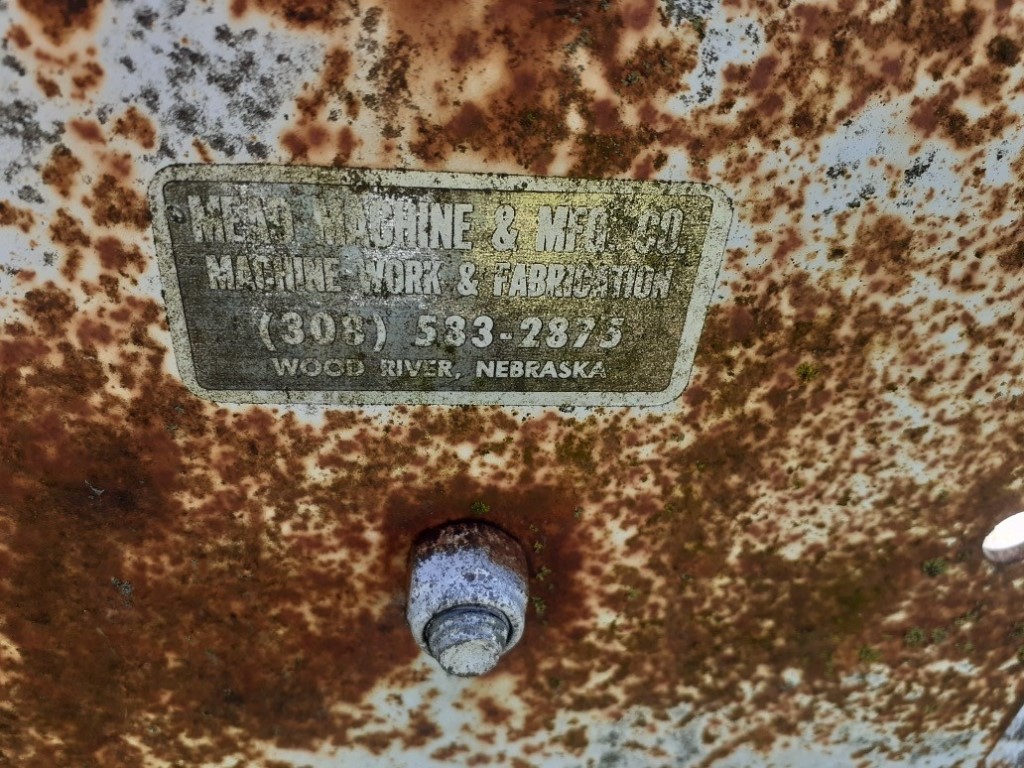 MACHINE & MFG. CO.
MACHINE WORK & FABRICATION
(308) 583-2875
WOOD RIVER, NEBRASKA